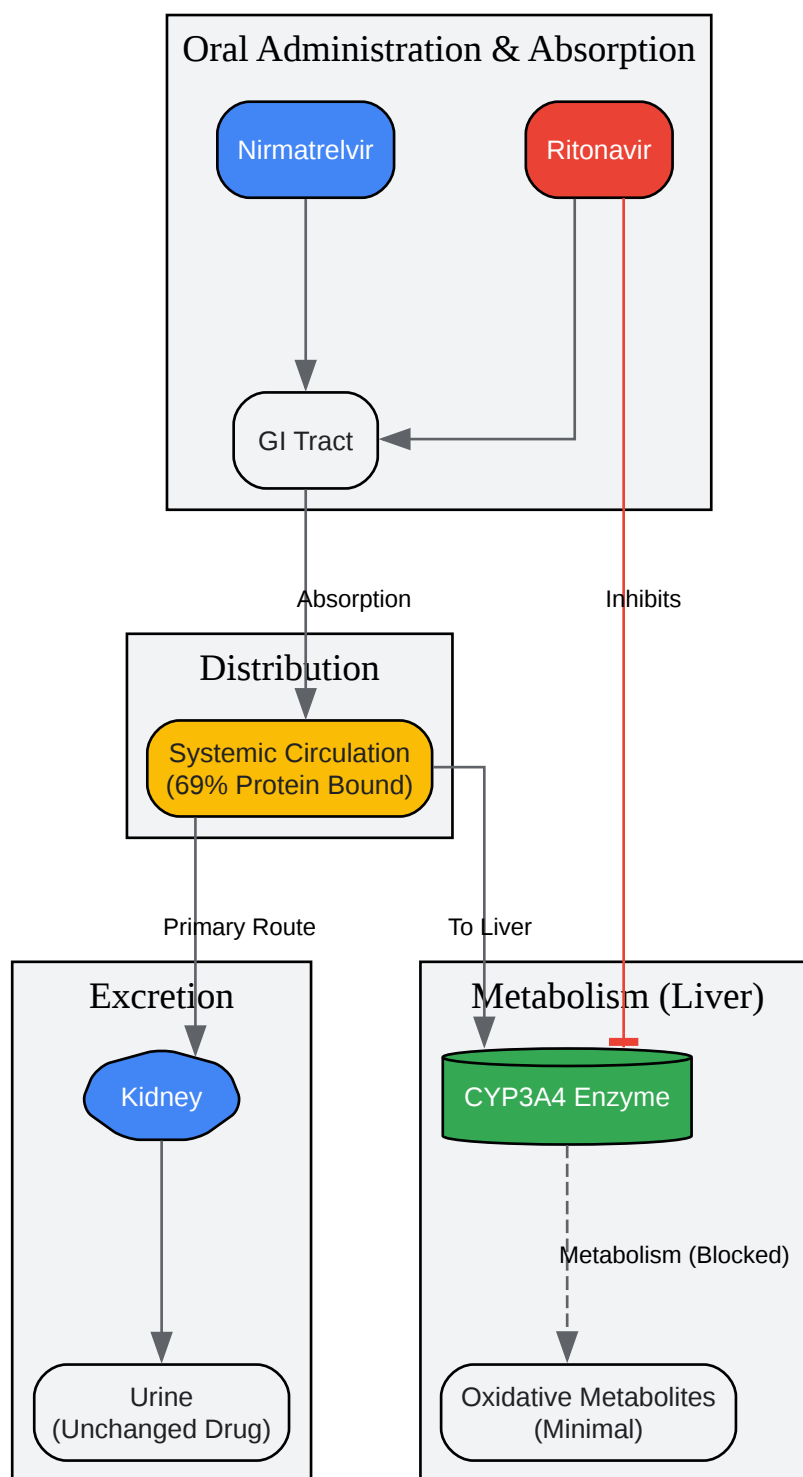 Oral Administration & Absorption
Nirmatrelvir
Ritonavir
GI Tract
Absorption
Inhibits
Distribution
Systemic Circulation
(69% Protein Bound)
Primary Route
To Liver
Excretion
Metabolism (Liver)
Kidney
CYP3A4 Enzyme
Metabolism (Blocked)
Urine
(Unchanged Drug)
Oxidative Metabolites
(Minimal)